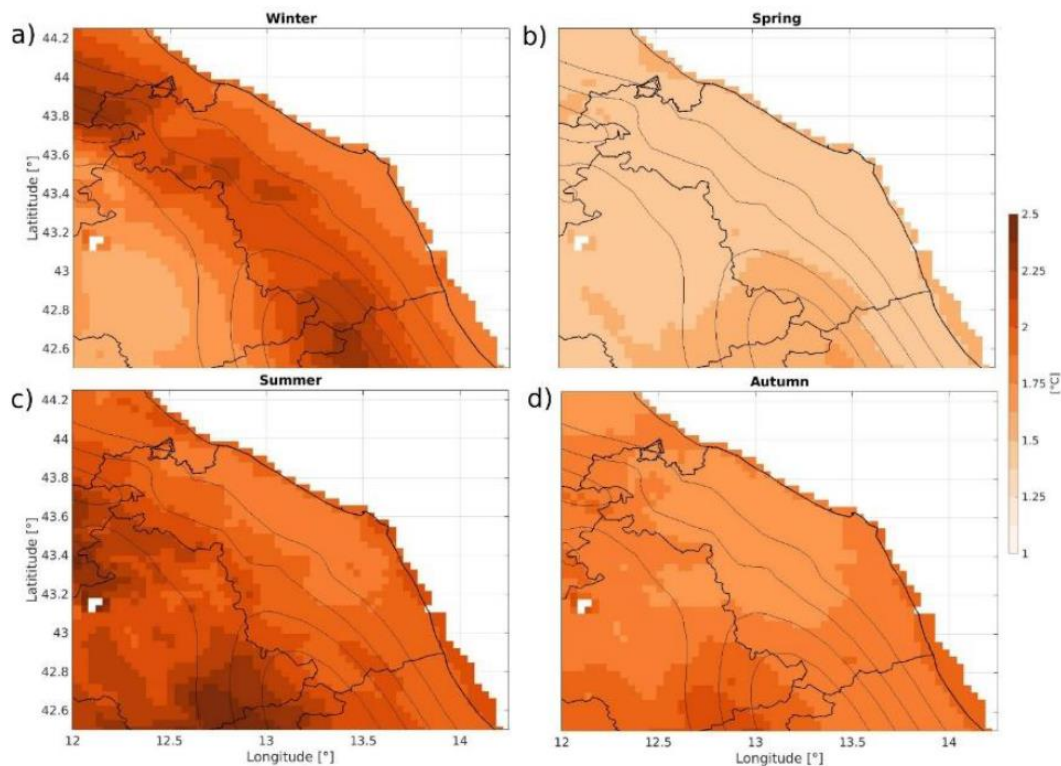 Winter
Spring
a)
b)
44.2
44
43.8
43.6
43.4
43.2
43
42.8
42.6
Latititude [°]
2.5
2.25
2
1.75
1.5
1.25
1
[°C]
Summer
Autumn
c)
d)
44.2
44
43.8
43.6
43.4
43.2
43
42.8
42.6
Latititude [°]
12
12.5
13
13.5
14
Longitude [°]
12
12.5
13
13.5
14
Longitude [°]